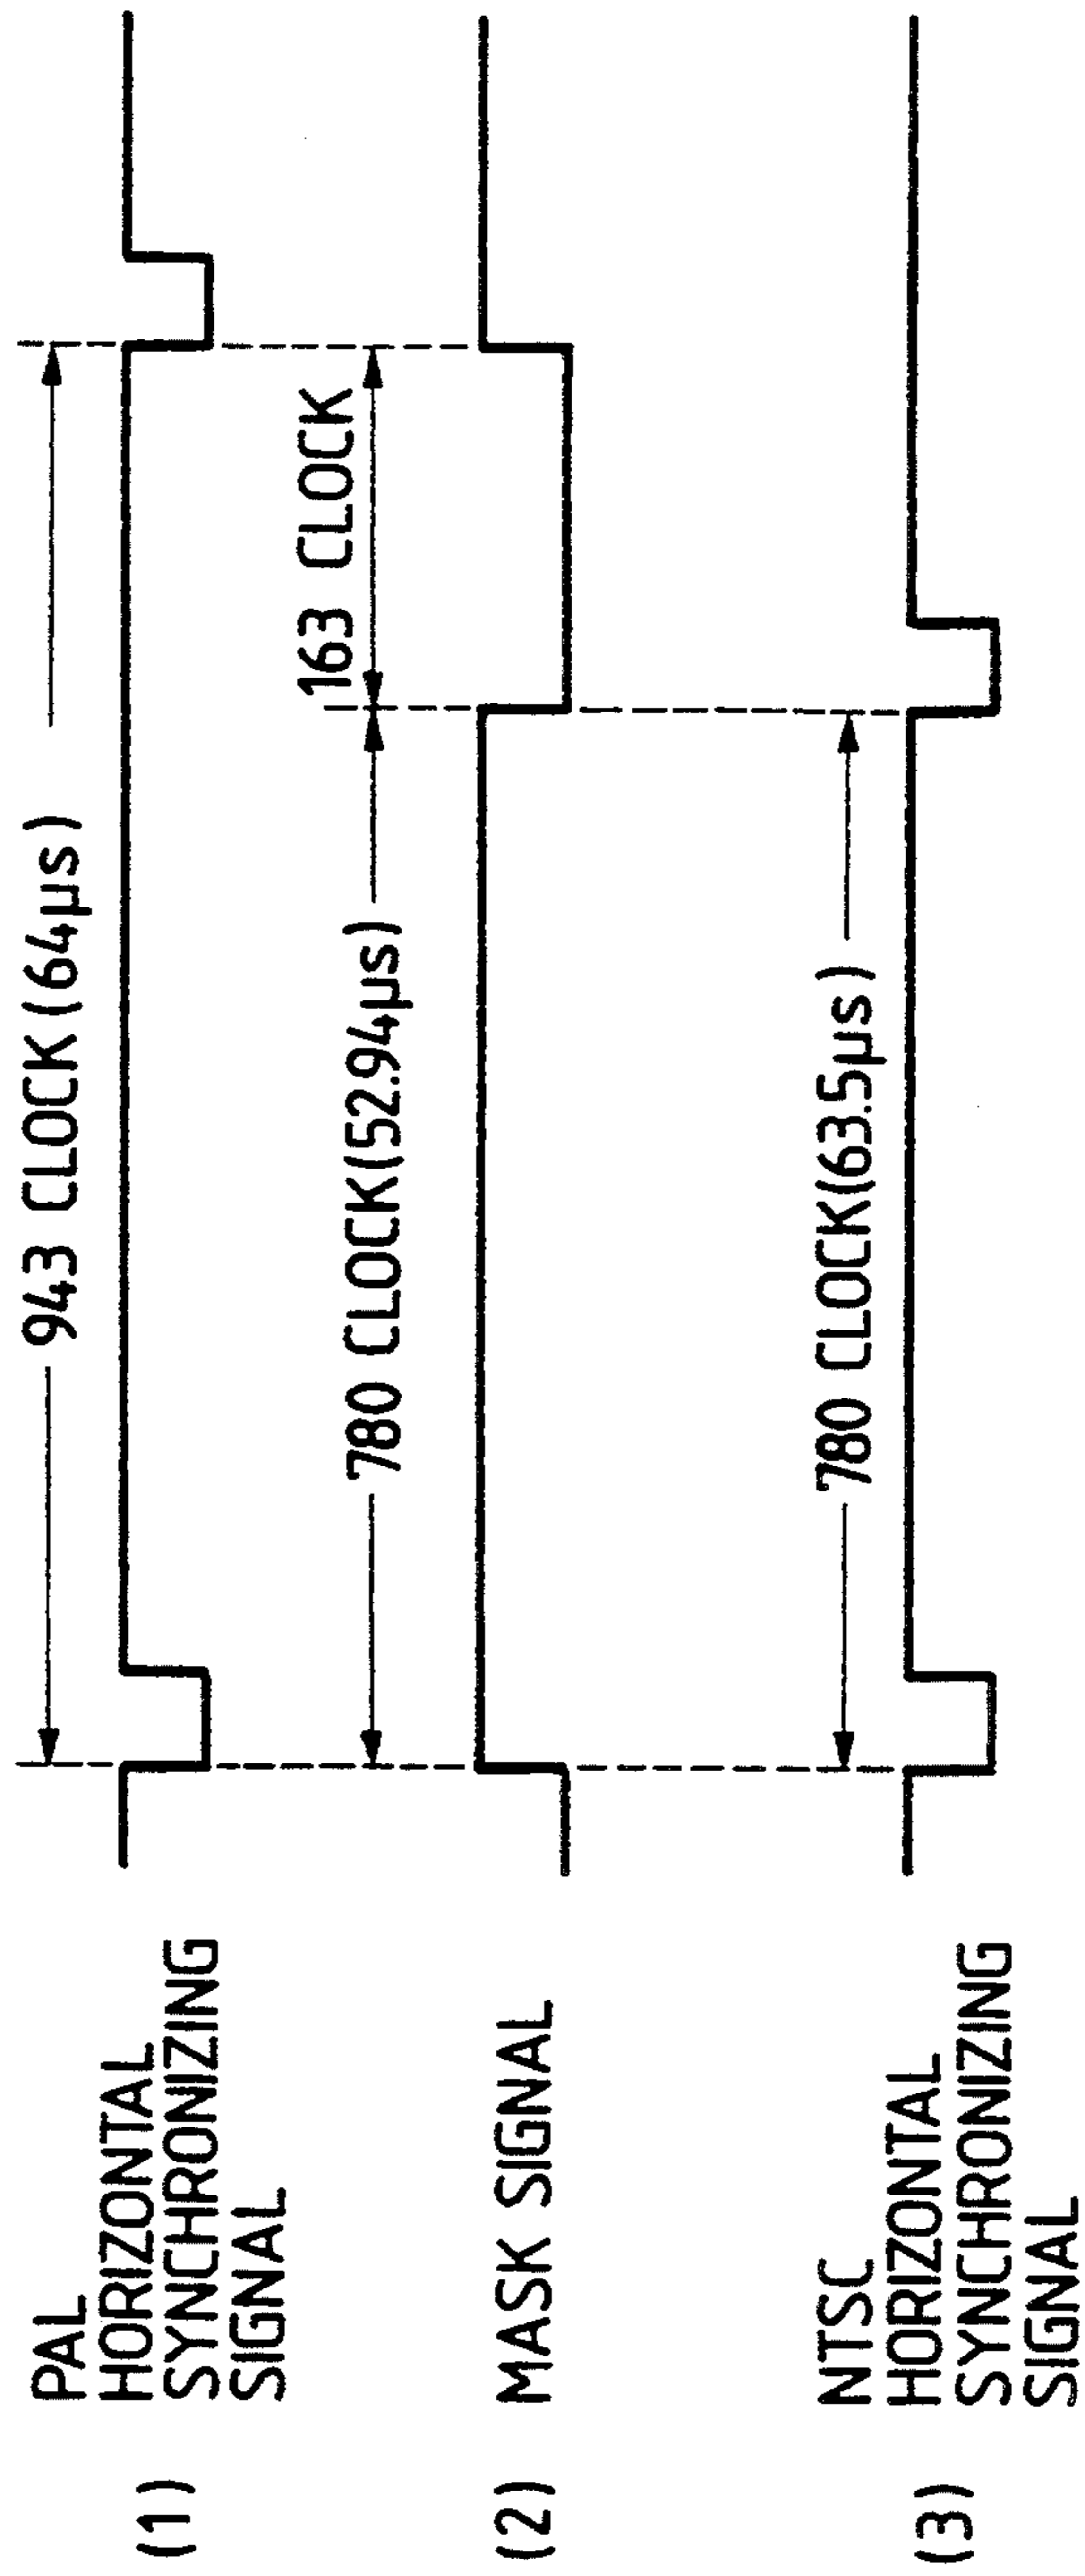 (1) PAL
HORIZONTAL
SYNCHRONIZING
SIGNAL
943 CLOCK (64μs)
(2) MASK SIGNAL
780 CLOCK(52.94μs)
163 CLOCK
(3) NTSC
HORIZONTAL
SYNCHRONIZING
SIGNAL
780 CLOCK(63.5μs)